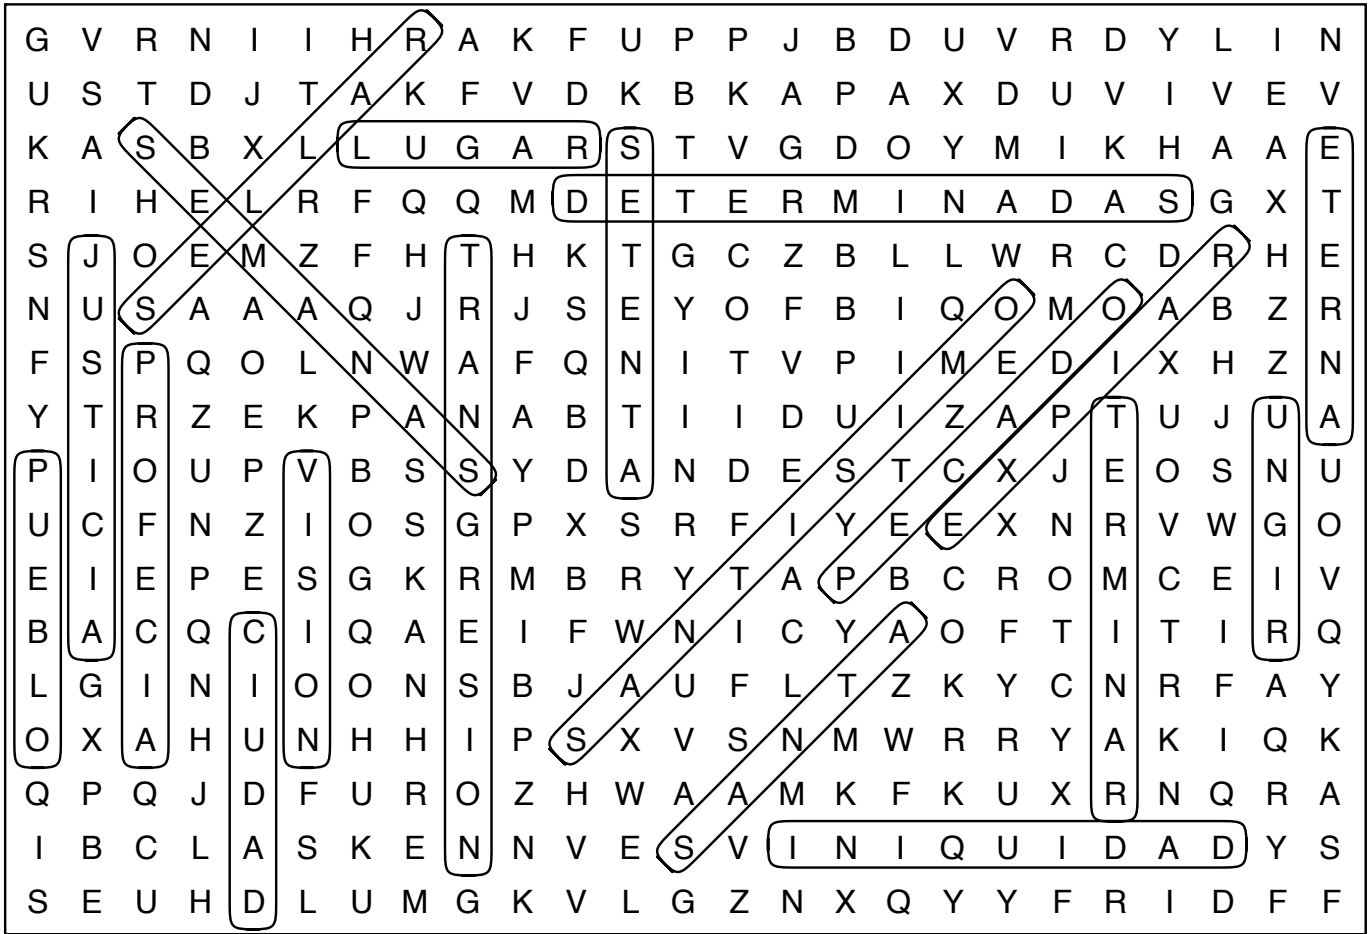 G V R N I I H R A K F U P P J B D U V R D Y L I N
U S T D J T A K F V D K B K A P A X D U V I V E V
K A S B X L L U G A R S T V G D O Y M I K H A A E
R I H E L R F Q Q M D E T E R M I N A D A S G X T
S J O E M Z F H T H K T G C Z B L L W R C D R H E
N U S A A A Q J R J S E Y O F B I Q O M O A B Z R
F S P Q O L N W A F Q N I T V P I M E D I X H Z N
Y T R Z E K P A N A B T I I D U I Z A P T U J U A
P I O U P V B S S Y D A N D E S T C X J E O S N U
U C F N Z I O S G P X S R F I Y E E X N R V W G O
E I E P E S G K R M B R Y T A P B C R O M C E I V
B A C Q C I Q A E I F W N I C Y A O F T I T I R Q
L G I N I O O N S B J A U F L T Z K Y C N R F A Y
O X A H U N H H I P S X V S N M W R R Y A K I Q K
Q P Q J D F U R O Z H W A A M K F K U X R N Q R A
I B C L A S K E N N V E S V I N I Q U I D A D Y S
S E U H D L U M G K V L G Z N X Q Y Y F R I D F F